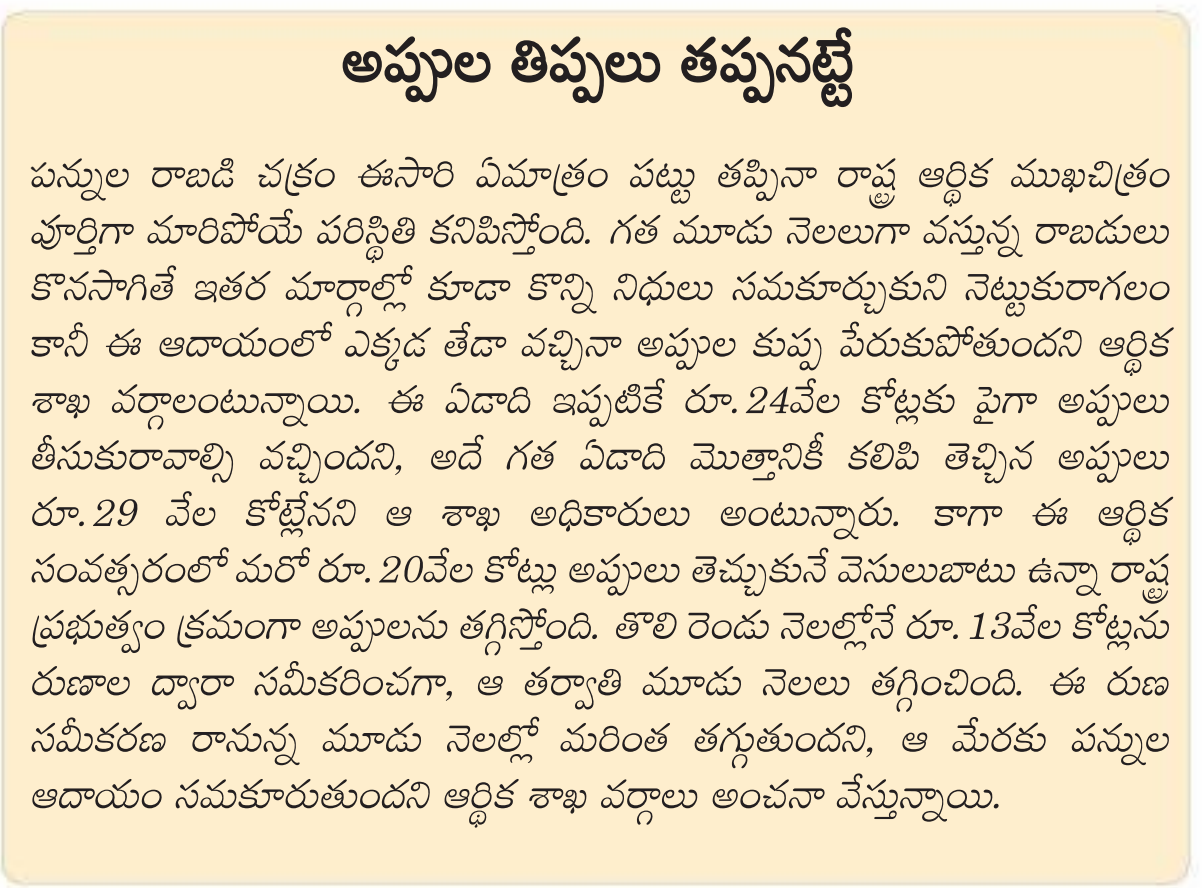 అప్పుల తిప్పలు తప్పనట్టే
పన్నుల రాబడి చక్రం ఈసారి ఏమాత్రం పట్టు తప్పినా రాష్ట్ర ఆర్థిక ముఖచిత్రం
పూర్తిగా మారిపోయే పరిస్థితి కనిపిస్తోంది. గత మూడు నెలలుగా వస్తున్న రాబడులు
కొనసాగితే ఇతర మార్గాల్లో కూడా కొన్ని నిధులు సమకూర్చుకుని నెట్టుకురాగలం
కానీ ఈ ఆదాయంలో ఎక్కడ తేడా వచ్చినా అప్పుల కుప్ప పేరుకుపోతుందని ఆర్థిక
శాఖ వర్గాలంటున్నాయి. ఈ ఏడాది ఇప్పటికే రూ.24వేల కోట్లకు పైగా అప్పులు
తీసుకురావాల్సి వచ్చిందని, అదే గత ఏడాది మొత్తానికీ కలిపి తెచ్చిన అప్పులు
రూ.29 వేల కోట్లేనని ఆ శాఖ అధికారులు అంటున్నారు. కాగా ఈ ఆర్థిక
సంవత్సరంలో మరో రూ.20వేల కోట్లు అప్పులు తెచ్చుకునే వెసులుబాటు ఉన్నా రాష్ట్ర
ప్రభుత్వం క్రమంగా అప్పులను తగ్గిస్తోంది. తొలి రెండు నెలల్లోనే రూ.13వేల కోట్లను
రుణాల ద్వారా సమీకరించగా, ఆ తర్వాతి మూడు నెలలు తగ్గించింది. ఈ రుణ
సమీకరణ రానున్న మూడు నెలల్లో మరింత తగ్గుతుందని, ఆ మేరకు పన్నుల
ఆదాయం సమకూరుతుందని ఆర్థిక శాఖ వర్గాలు అంచనా వేస్తున్నాయి.